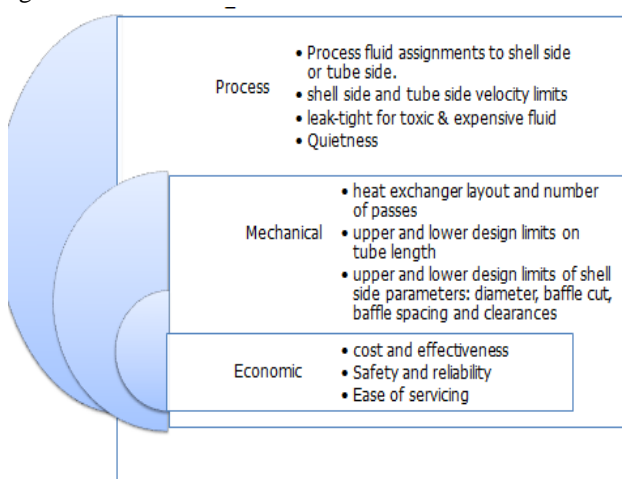 Process
• Process fluid assignments to shell side
or tube side.
• shell side and tube side velocity limits
• leak-tight for toxic & expensive fluid
• Quietness
Mechanical
• heat exchanger layout and number
of passes
• upper and lower design limits on
tube length
• upper and lower design limits of shell
side parameters: diameter, baffle cut,
baffle spacing and clearances
Economic
• cost and effectiveness
• Safety and reliability
• Ease of servicing